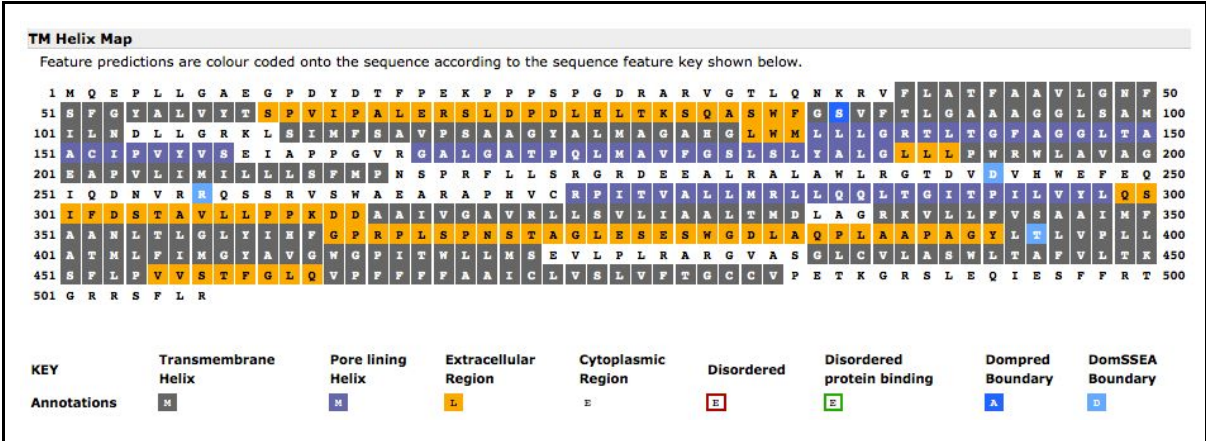 TM Helix Map
Feature predictions are colour coded onto the sequence according to the sequence feature key shown below.
1 M Q E P L L G A E G P D Y D T F P E K P P P S P G D R A R V G T L Q N K R V F L A T F A A V L G N F 50
51 S F G Y A L V Y T S P V I P A L E R S L D P D L H L T K S Q A S W F G S V F T L G A A A G G L S A M 100
101 I L N D L L G R K L S I M F S A V P S A A G Y A L M A G A H G L W M L L L G R T L T G F A G G L T A 150
151 A C I P V Y V S E I A P P G V R G A L G A T P Q L M A V F G S L S L Y A L G L L L P W R W L A V A G 200
201 E A P V L I M I L L L S F M P N S P R F L L S R G R D E E A L R A L A W L R G T D V D V H W E F E Q 250
251 I Q D N V R R Q S S R V S W A E A R A P H V C R P I T V A L L M R L L Q Q L T G I T P I L V Y L Q S 300
301 I F D S T A V L L P P K D D A A I V G A V R L L S V L I A A L T M D L A G R K V L L F V S A A I M F 350
351 A A N L T L G L Y I H F G P R P L S P N S T A G L E S E S W G D L A Q P L A A P A G Y L T L V P L L 400
401 A T M L F I M G Y A V G W G P I T W L L M S E V L P L R A R G V A S G L C V L A S W L T A F V L T K 450
451 S F L P V V S T F G L Q V P F F F F A A I C L V S L V F T G C C V P E T K G R S L E Q I E S F F R T 500
501 G R R S F L R
KEY Transmembrane Helix Pore lining Helix Extracellular Region Cytoplasmic Region Disordered Disordered protein binding Dompred Boundary DomSSEA Boundary
Annotations M M L E E E A D